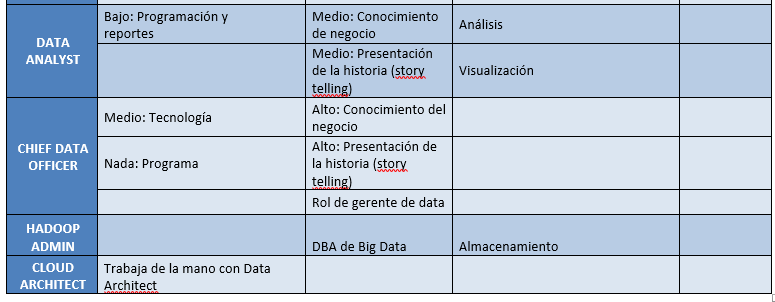 DATA
ANALYST
Bajo: Programación y
reportes
Medio: Conocimiento
de negocio
Análisis
Medio: Presentación
de la historia (story
telling)
Visualización
CHIEF DATA
OFFICER
Medio: Tecnología
Alto: Conocimiento del
negocio
Nada: Programa
Alto: Presentación de
la historia (story
telling)
Rol de gerente de data
HADOOP
ADMIN
DBA de Big Data
Almacenamiento
CLOUD
ARCHITECT
Trabaja de la mano con Data
Architect